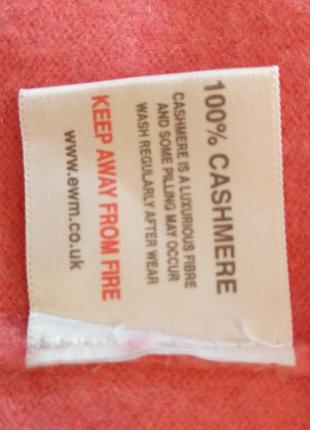 100% CASHMERE
CASHMERE IS A LUXURIOUS FIBRE
AND SOME PILLING MAY OCCUR
WASH REGULARLY AFTER WEAR
KEEP AWAY FROM FIRE
www.ewm.co.uk